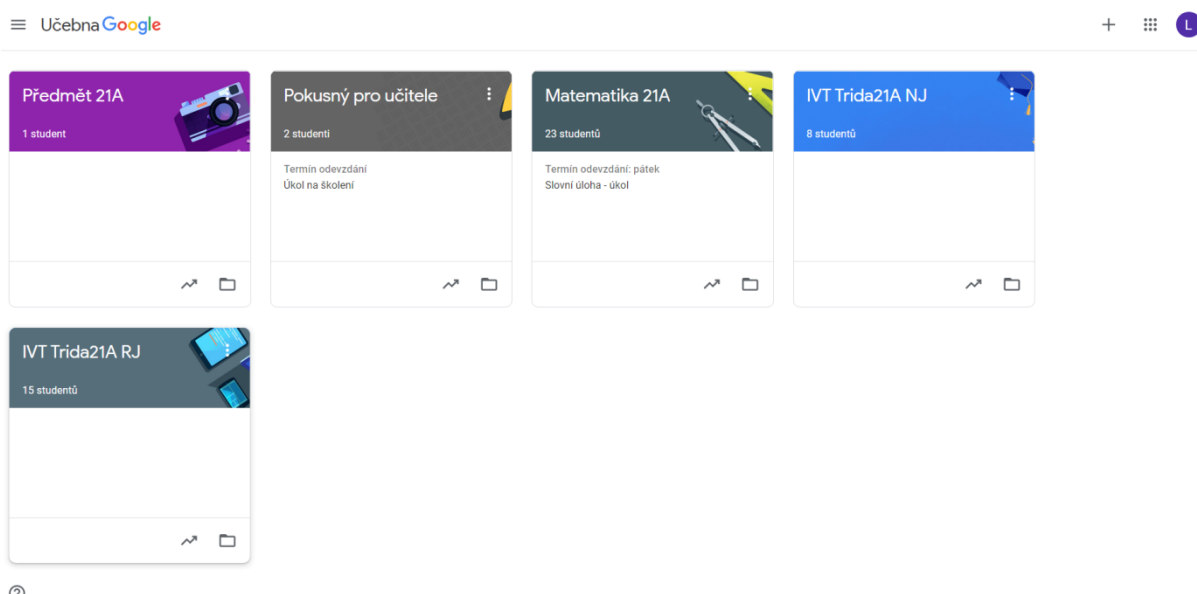 Učebna Google
L
Předmět 21A
1 student
Pokusný pro učitele
2 studenti
Termín odevzdání
Úkol na školení
Matematika 21A
23 studentů
Termín odevzdání: pátek
Slovní úloha - úkol
IVT Trida21A NJ
8 studentů
IVT Trida21A RJ
15 studentů